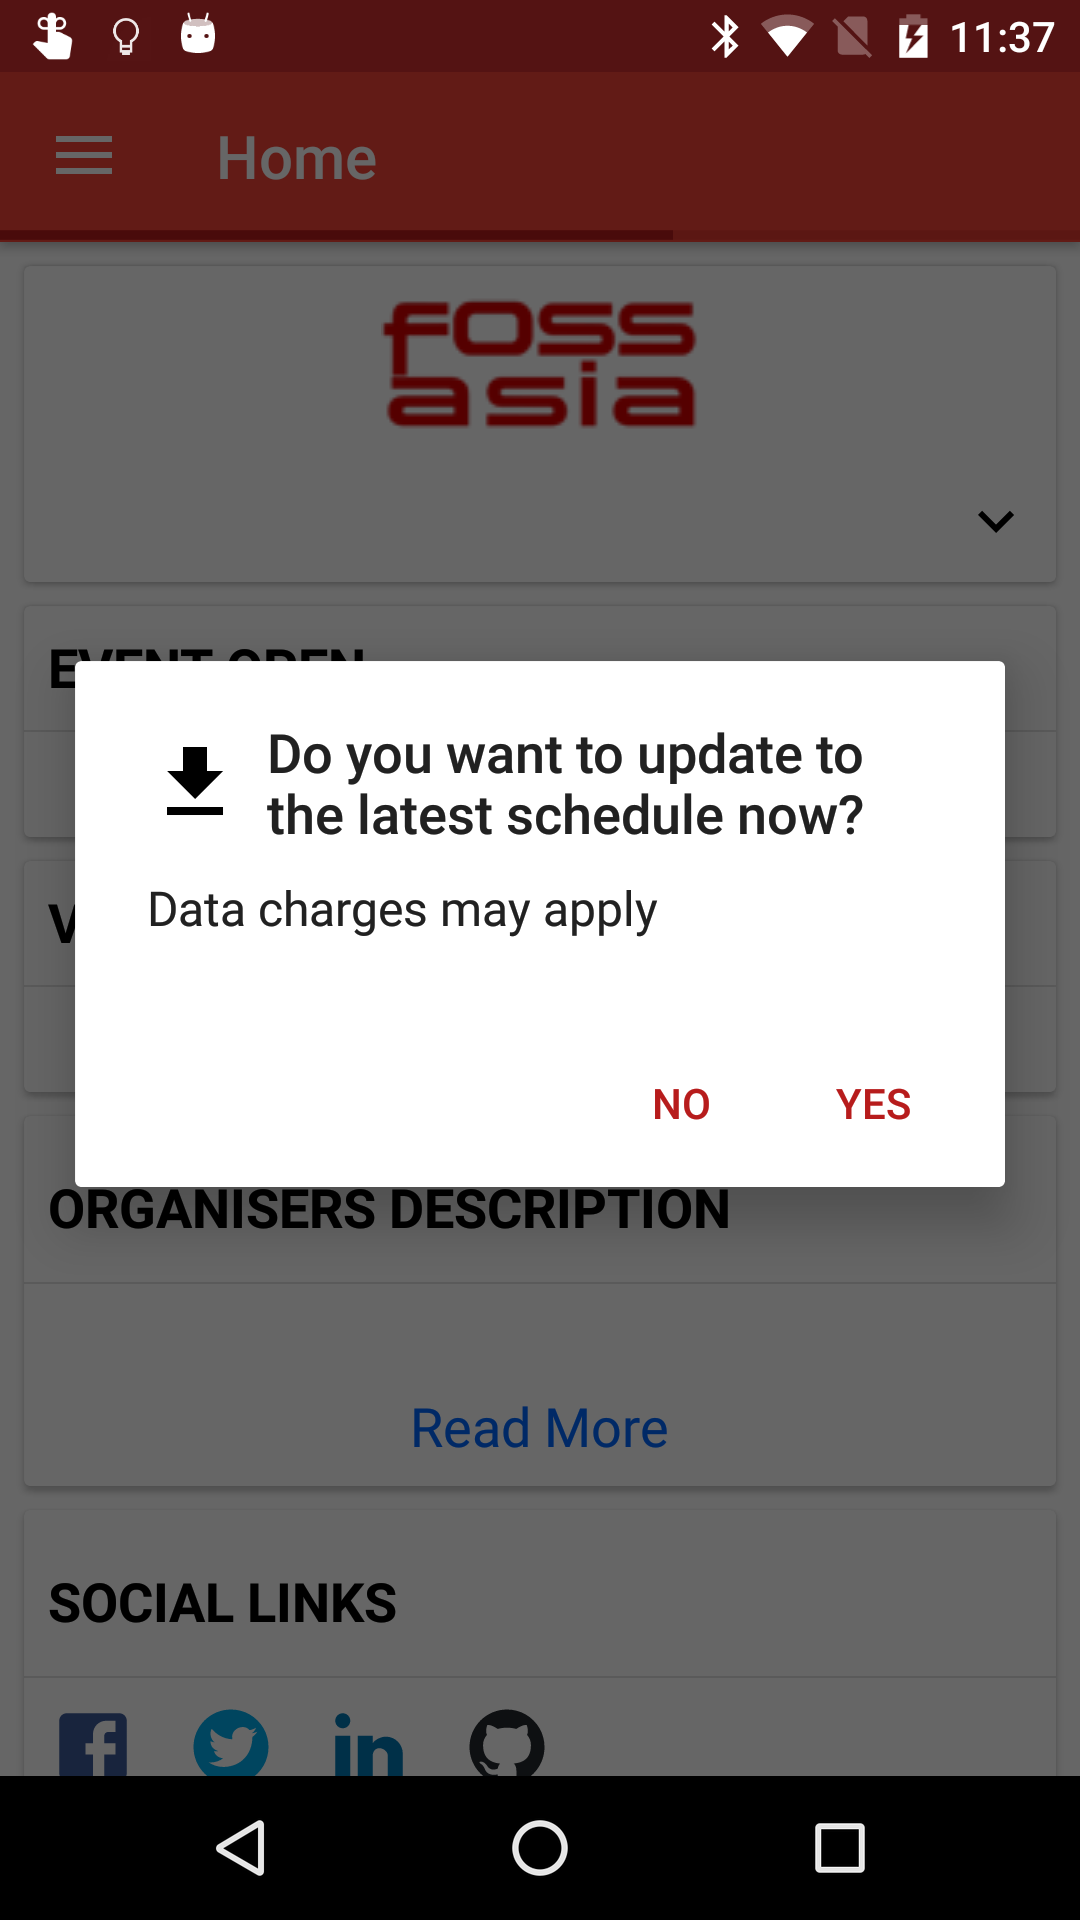 11:37
Home
foss
asia
EVENT OPEN
Do you want to update to
the latest schedule now?
Data charges may apply
NO YES
ORGANISERS DESCRIPTION
Read More
SOCIAL LINKS
f
in